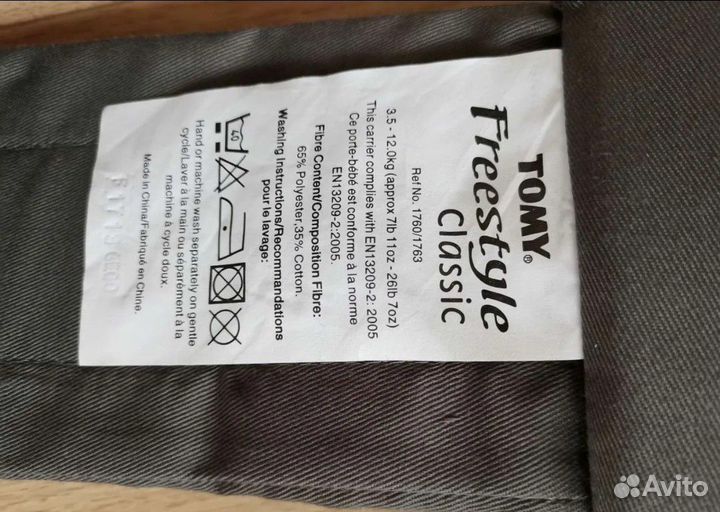 TOMY®
Freestyle
Classic
Ref No. 1760/1763
3.5 - 12.0kg (approx 7lb 11oz - 26lb 7oz)
This carrier complies with EN13209-2: 2005
Ce porte-bébé est conforme à la norme
EN13209-2:2005.
Fibre Content/Composition Fibre:
65% Polyester,35% Cotton.
Washing Instructions/Recommandations
pour le lavage:
40
Hand or machine wash separately on gentle
cycle/Laver à la main ou séparément à la
machine à cycle doux.
Made in China/Fabriqué en Chine.
Avito